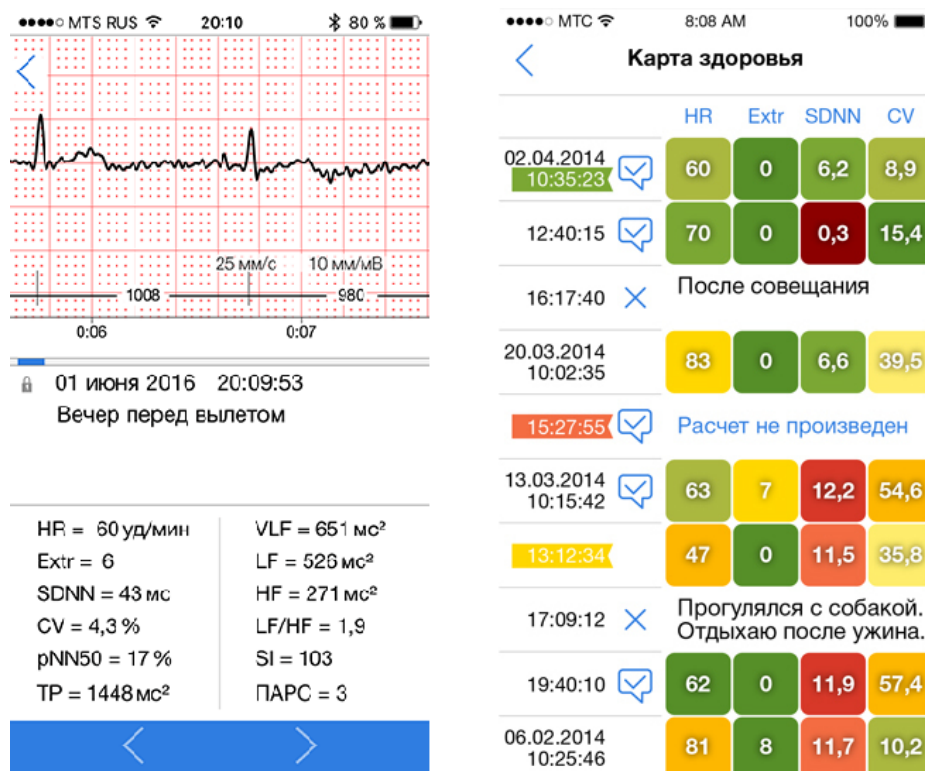 MTS RUS 20:10 80 %
25 мм/с 10 мм/мВ
1008 980
0:06 0:07
01 июня 2016 20:09:53
Вечер перед вылетом
HR = 60 уд/мин
Extr = 6
SDNN = 43 мс
CV = 4,3 %
pNN50 = 17 %
TP = 1448 мс²
VLF = 651 мс²
LF = 526 мс²
HF = 271 мс²
LF/HF = 1,9
SI = 103
ПАРС = 3
МТС 8:08 AM 100%
Карта здоровья
HR Extr SDNN CV
02.04.2014
10:35:23 60 0 6,2 8,9
12:40:15 70 0 0,3 15,4
16:17:40 После совещания
20.03.2014
10:02:35 83 0 6,6 39,5
15:27:55 Расчет не произведен
13.03.2014
10:15:42 63 7 12,2 54,6
13:12:34 47 0 11,5 35,8
17:09:12 Прогулялся с собакой.
Отдыхаю после ужина.
19:40:10 62 0 11,9 57,4
06.02.2014
10:25:46 81 8 11,7 10,2